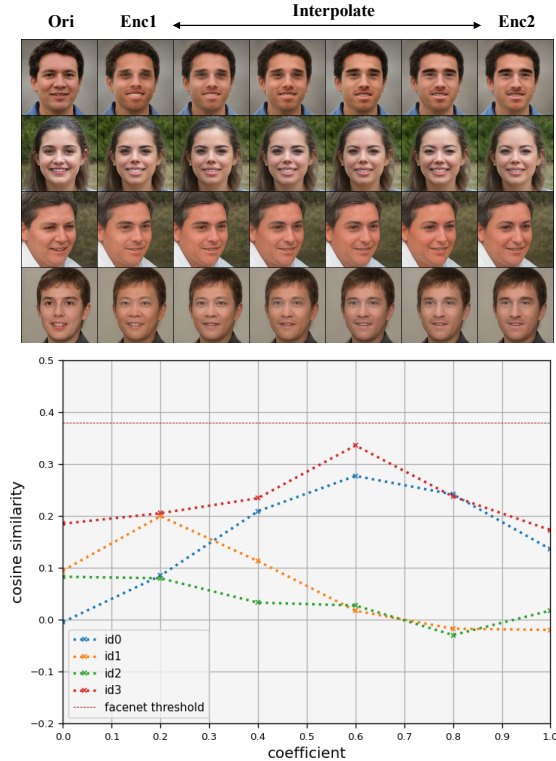 Ori Enc1 Interpolate Enc2
0.5
0.4
0.3
0.2
0.1
0.0
−0.1
−0.2
cosine similarity
id0
id1
id2
id3
facenet threshold
0.0 0.1 0.2 0.3 0.4 0.5 0.6 0.7 0.8 0.9 1.0
coefficient